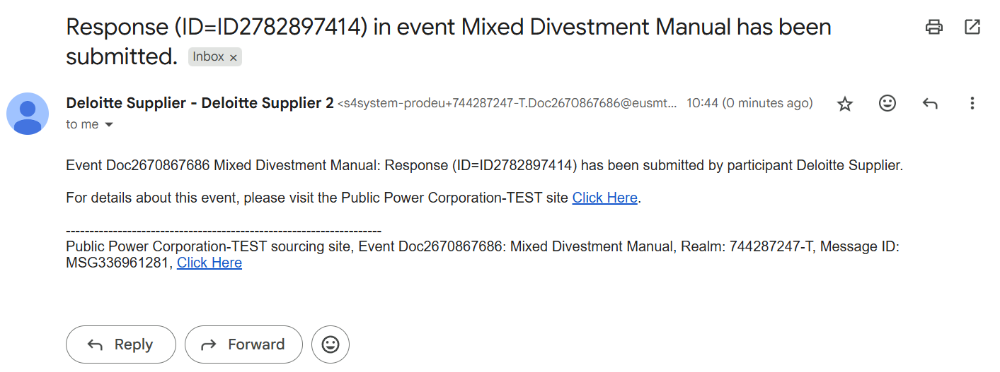 Response (ID=ID2782897414) in event Mixed Divestment Manual has been
submitted. Inbox ×
Deloitte Supplier - Deloitte Supplier 2 <s4system-prodeu+744287247-T.Doc2670867686@eusmt... 10:44 (0 minutes ago)
to me
Event Doc2670867686 Mixed Divestment Manual: Response (ID=ID2782897414) has been submitted by participant Deloitte Supplier.
For details about this event, please visit the Public Power Corporation-TEST site Click Here.
-------------------------------------------------------------------
Public Power Corporation-TEST sourcing site, Event Doc2670867686: Mixed Divestment Manual, Realm: 744287247-T, Message ID:
MSG336961281, Click Here
Reply Forward